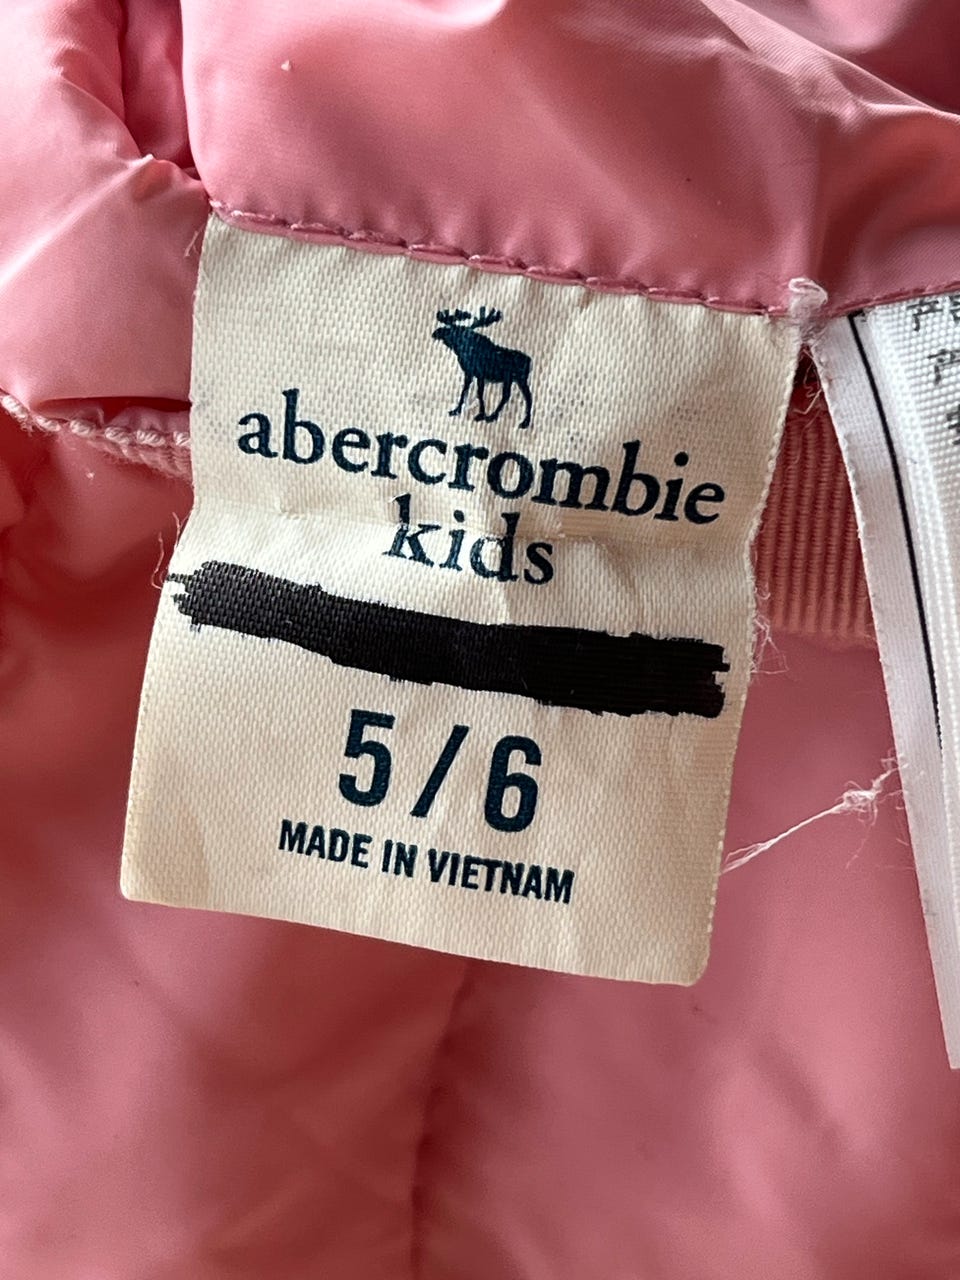 abercrombie
kids
5/6
MADE IN VIETNAM